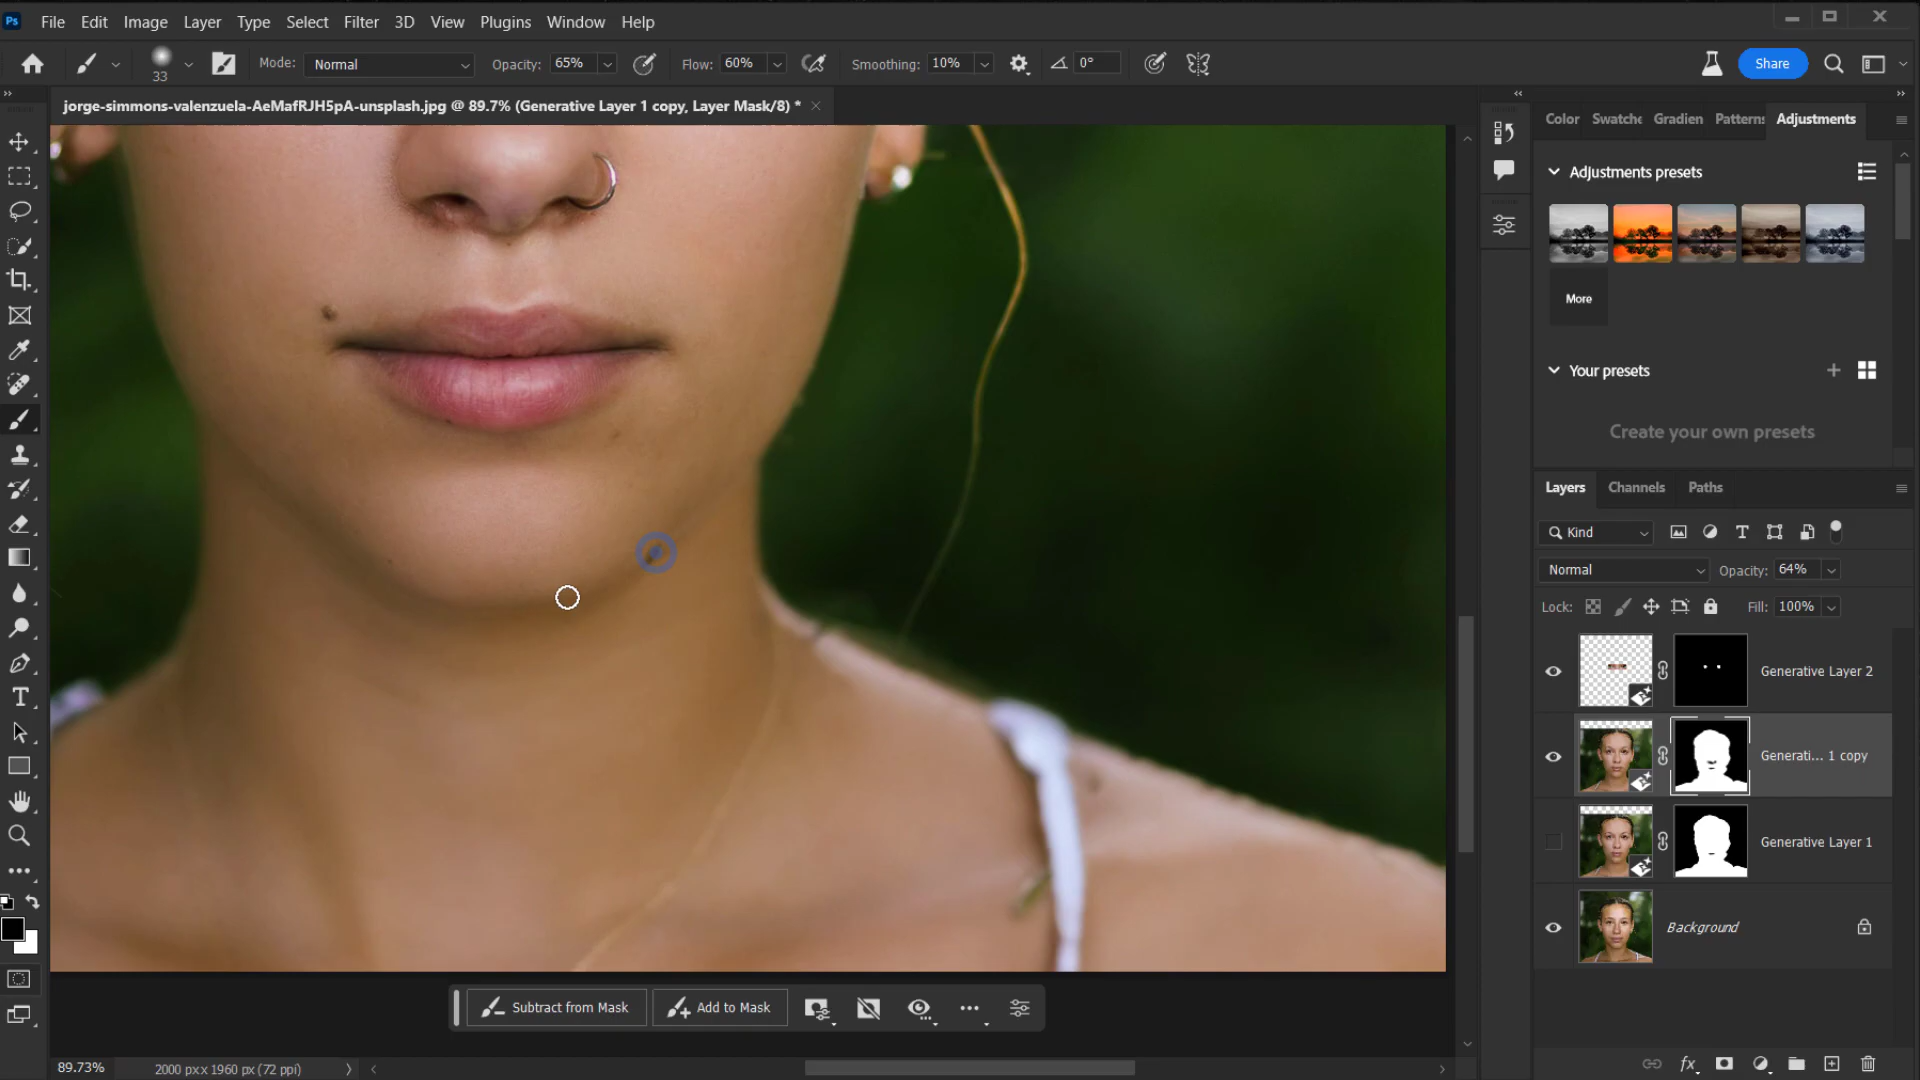 Ps File Edit Image Layer Type Select Filter 3D View Plugins Window Help
33 Mode: Normal Opacity: 65% Flow: 60% Smoothing: 10% 0° Share
jorge-simmons-valenzuela-AeMafRJH5pA-unsplash.jpg @ 89.7% (Generative Layer 1 copy, Layer Mask/8) *
Color Swatche Gradien Patterns Adjustments
Adjustments presets
More
Your presets
Create your own presets
Layers Channels Paths
Kind
Normal Opacity: 64%
Lock: Fill: 100%
Generative Layer 2
Generati... 1 copy
Generative Layer 1
Background
Subtract from Mask Add to Mask
89.73% 2000 px x 1960 px (72 ppi)